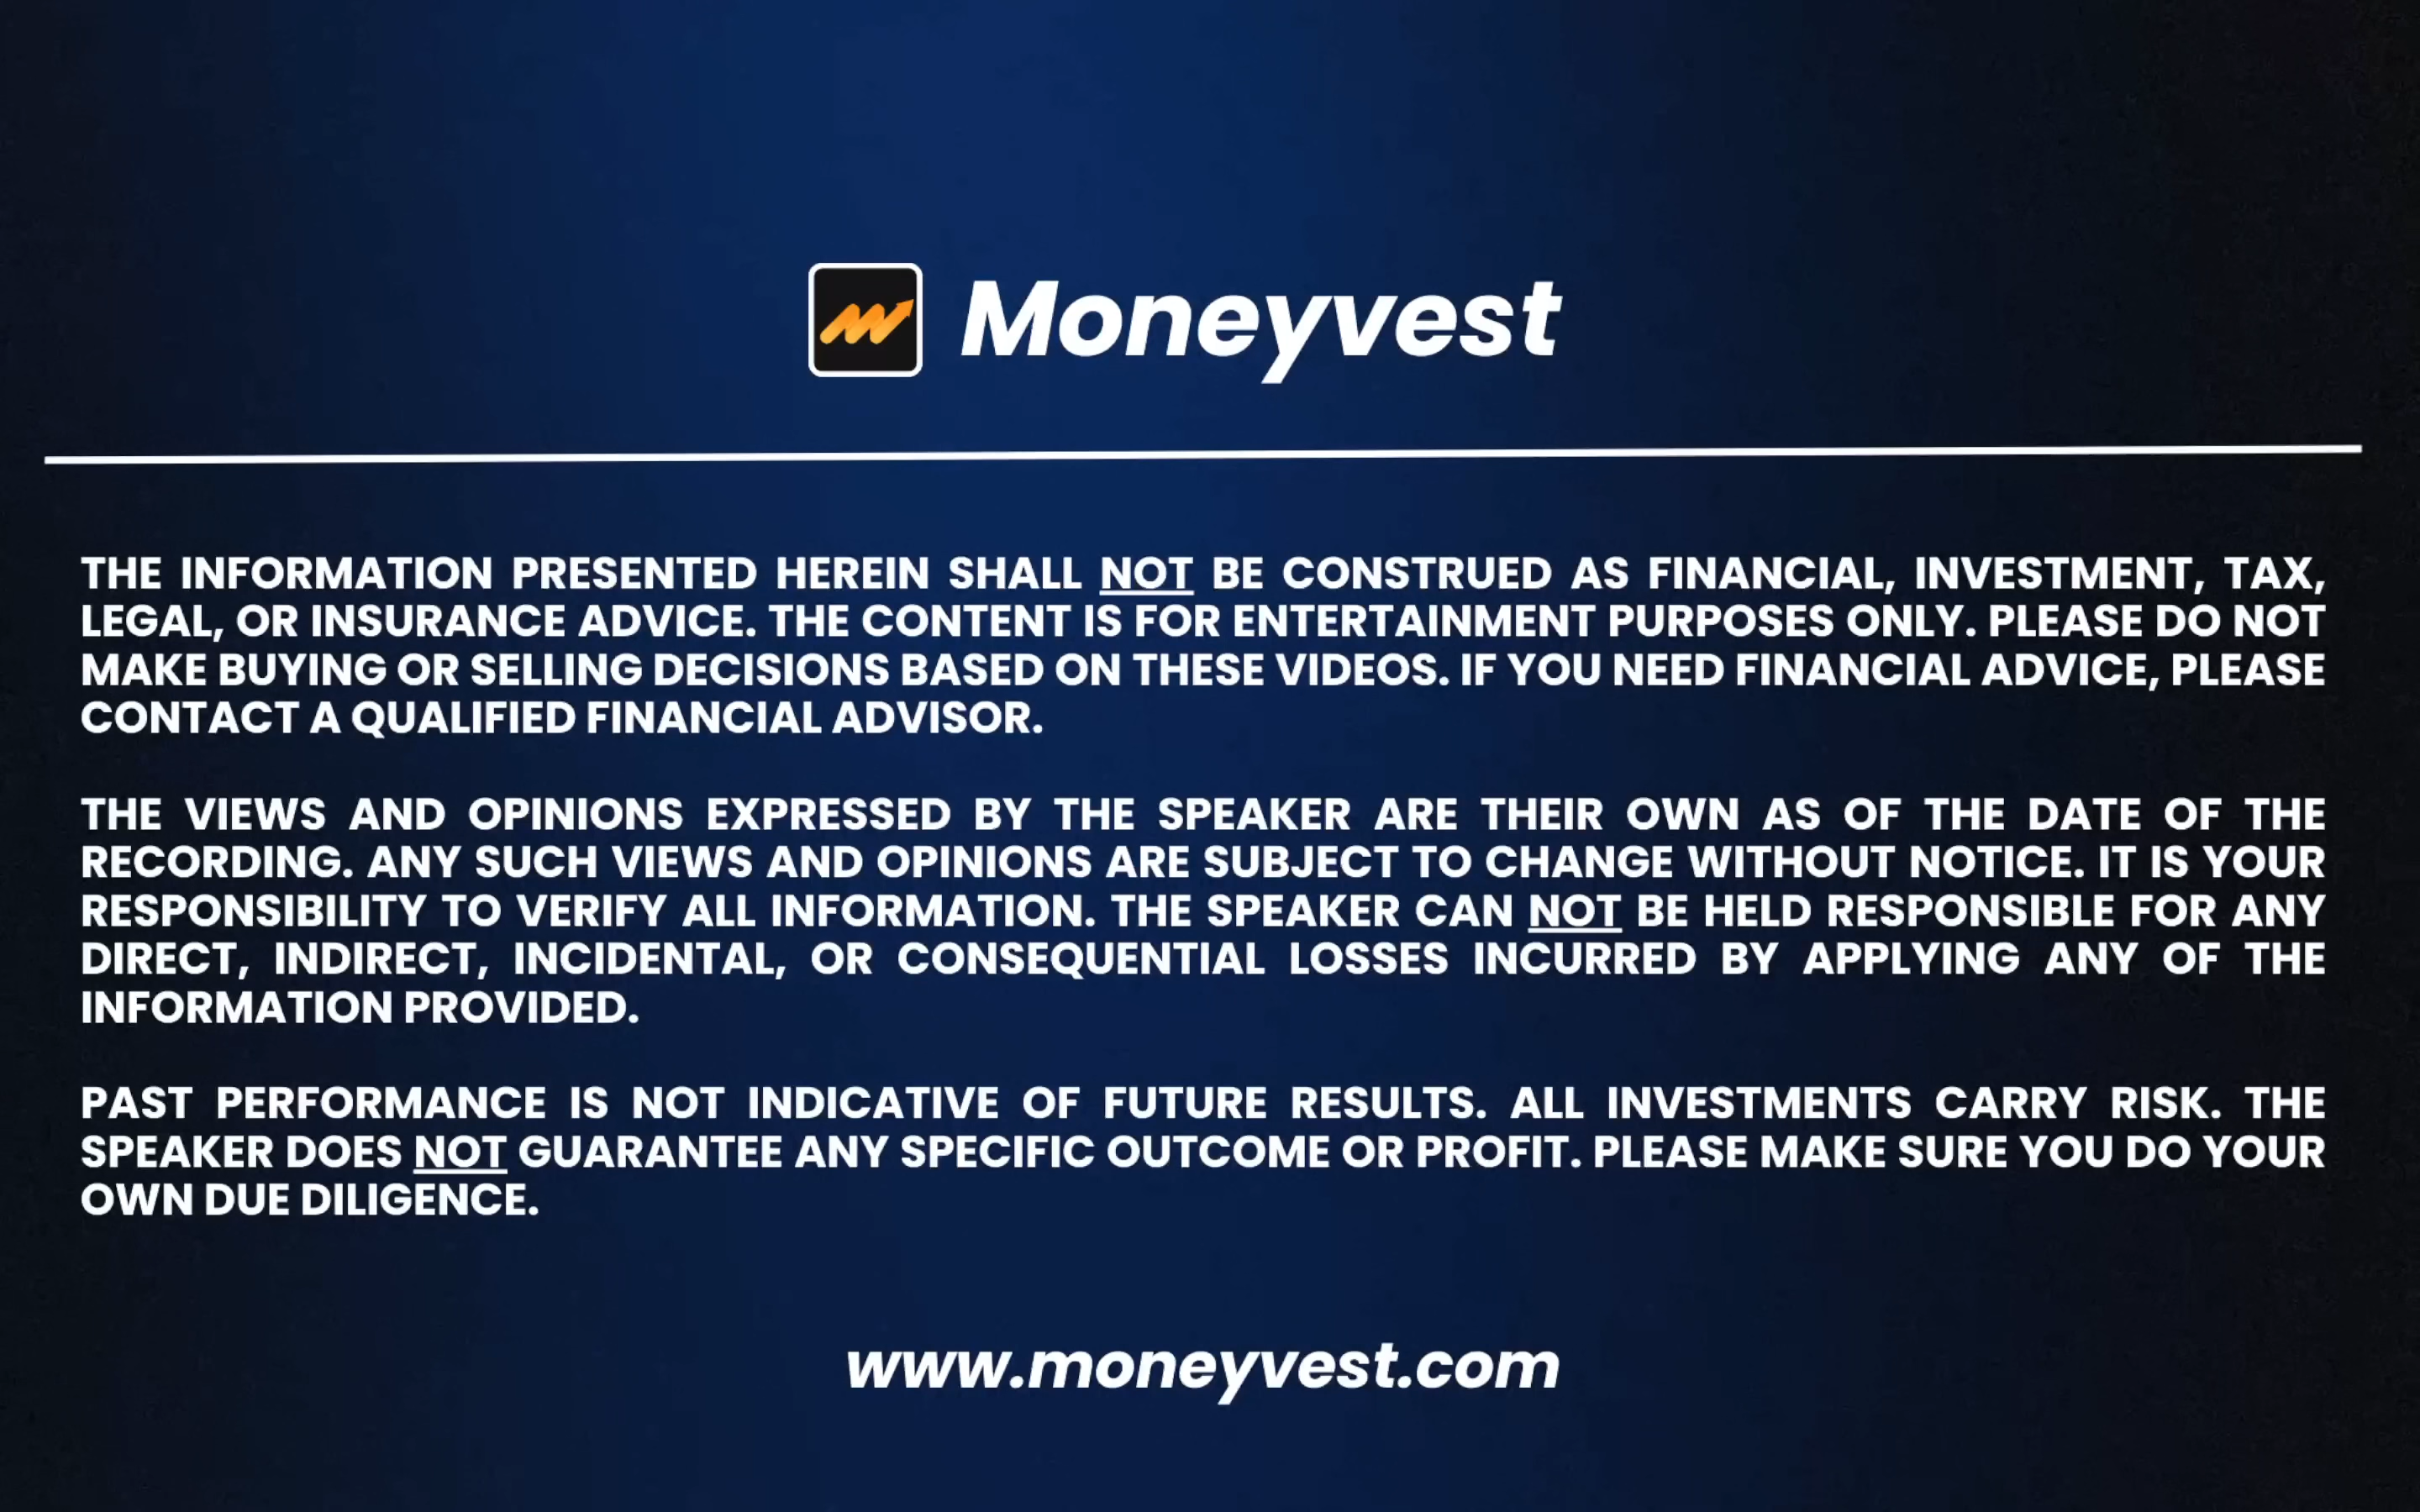 Moneyvest
THE INFORMATION PRESENTED HEREIN SHALL NOT BE CONSTRUED AS FINANCIAL, INVESTMENT, TAX,
LEGAL, OR INSURANCE ADVICE. THE CONTENT IS FOR ENTERTAINMENT PURPOSES ONLY. PLEASE DO NOT
MAKE BUYING OR SELLING DECISIONS BASED ON THESE VIDEOS. IF YOU NEED FINANCIAL ADVICE, PLEASE
CONTACT A QUALIFIED FINANCIAL ADVISOR.
THE VIEWS AND OPINIONS EXPRESSED BY THE SPEAKER ARE THEIR OWN AS OF THE DATE OF THE
RECORDING. ANY SUCH VIEWS AND OPINIONS ARE SUBJECT TO CHANGE WITHOUT NOTICE. IT IS YOUR
RESPONSIBILITY TO VERIFY ALL INFORMATION. THE SPEAKER CAN NOT BE HELD RESPONSIBLE FOR ANY
DIRECT, INDIRECT, INCIDENTAL, OR CONSEQUENTIAL LOSSES INCURRED BY APPLYING ANY OF THE
INFORMATION PROVIDED.
PAST PERFORMANCE IS NOT INDICATIVE OF FUTURE RESULTS. ALL INVESTMENTS CARRY RISK. THE
SPEAKER DOES NOT GUARANTEE ANY SPECIFIC OUTCOME OR PROFIT. PLEASE MAKE SURE YOU DO YOUR
OWN DUE DILIGENCE.
www.moneyvest.com